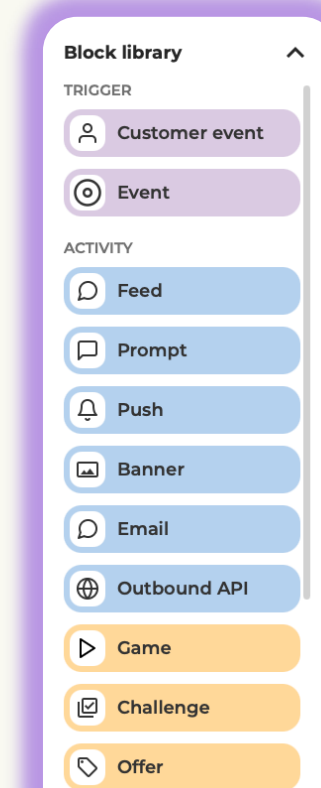 Block library
TRIGGER
Customer event
Event
ACTIVITY
Feed
Prompt
Push
Banner
Email
Outbound API
Game
Challenge
Offer